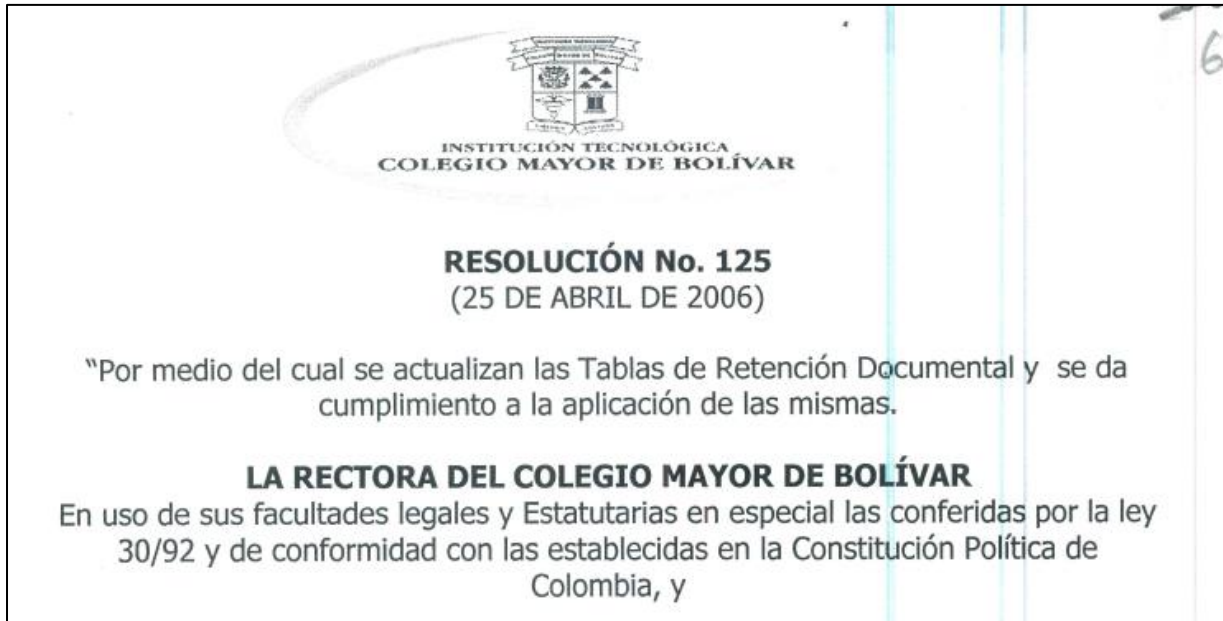 6
INSTITUCIÓN TECNOLÓGICA
COLEGIO MAYOR DE BOLÍVAR
RESOLUCIÓN No. 125
(25 DE ABRIL DE 2006)
“Por medio del cual se actualizan las Tablas de Retención Documental y se da
cumplimiento a la aplicación de las mismas.
LA RECTORA DEL COLEGIO MAYOR DE BOLÍVAR
En uso de sus facultades legales y Estatutarias en especial las conferidas por la ley
30/92 y de conformidad con las establecidas en la Constitución Política de
Colombia, y